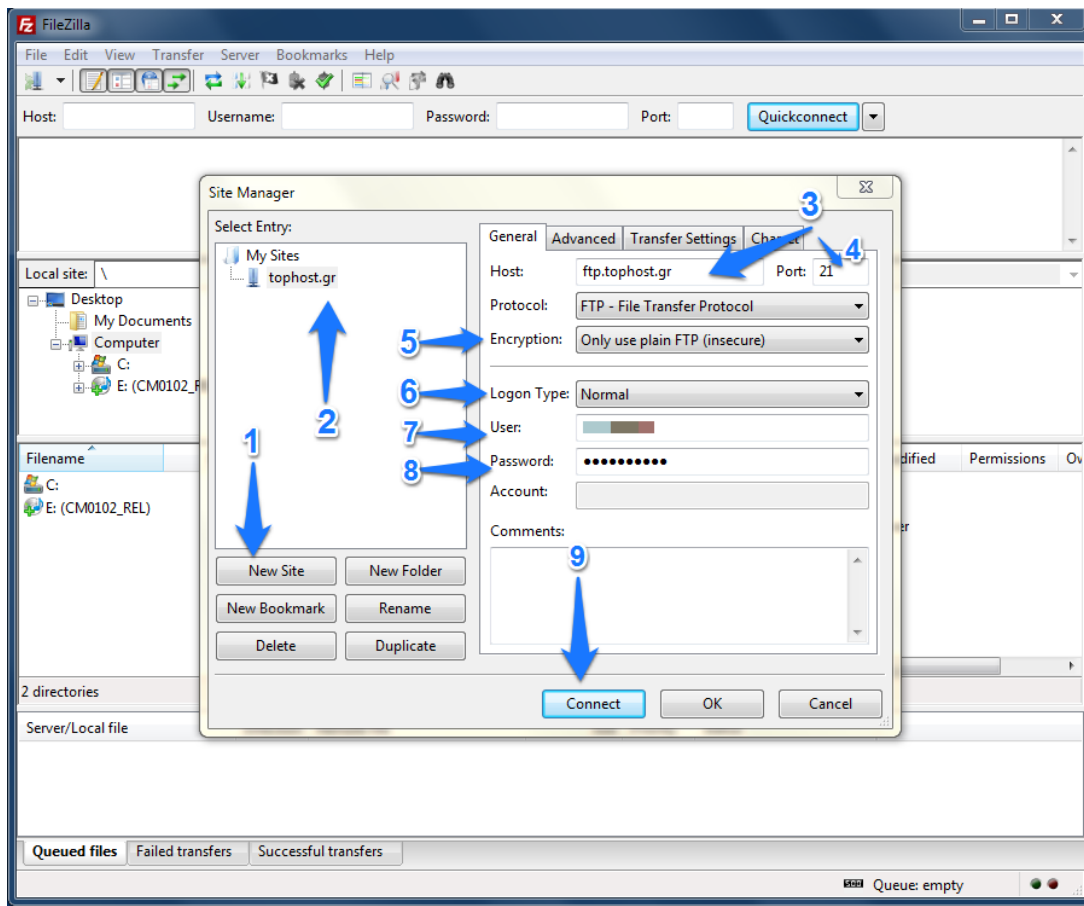 FileZilla
File Edit View Transfer Server Bookmarks Help
Host: Username: Password: Port: Quickconnect
Site Manager
Select Entry:
My Sites
tophost.gr
General Advanced Transfer Settings
Host: ftp.tophost.gr Port: 21
Protocol: FTP - File Transfer Protocol
Encryption: Only use plain FTP (insecure)
Logon Type: Normal
User:
Password:
Account:
Comments:
New Site New Folder
New Bookmark Rename
Delete Duplicate
Connect OK Cancel
1
2
3
4
5
6
7
8
9
Local site: \
Desktop
My Documents
Computer
C:
E: (CM0102_R
Filename
C:
E: (CM0102_REL)
2 directories
dified Permissions Ov
er
Server/Local file
Queued files Failed transfers Successful transfers
Queue: empty